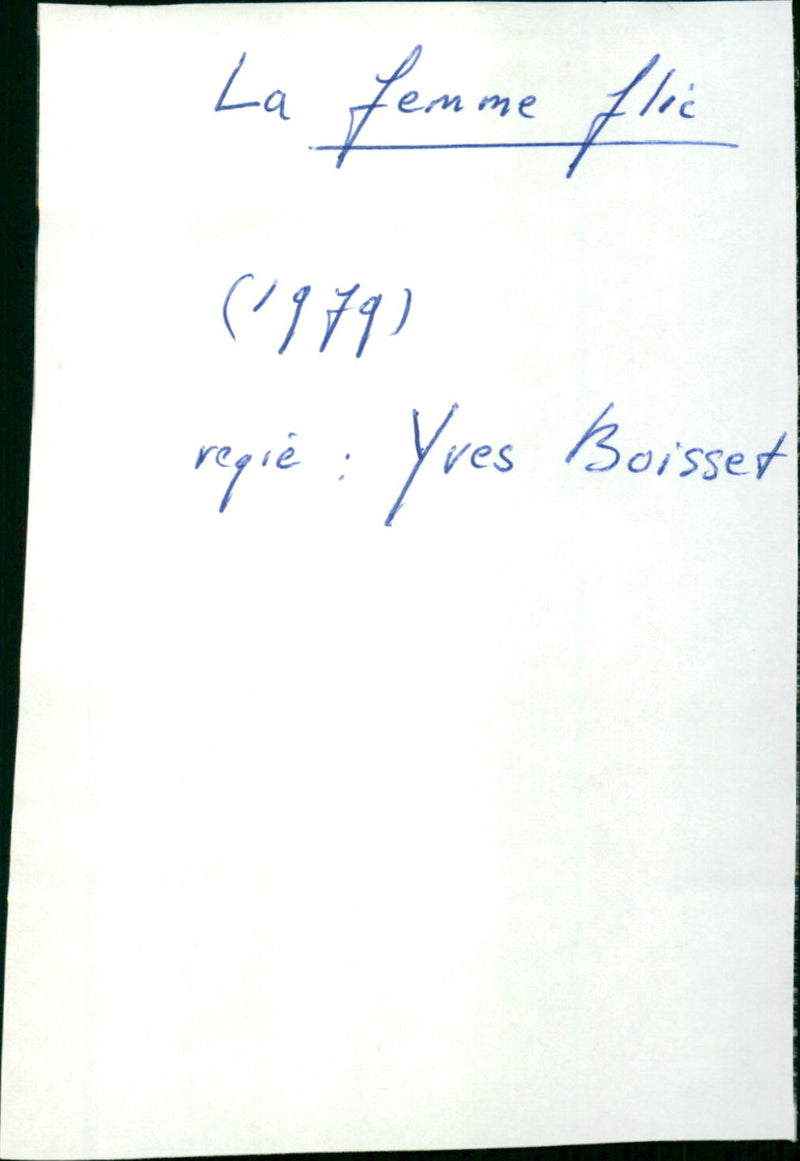 La femme flic
(1979)
regie : Yves Boisset